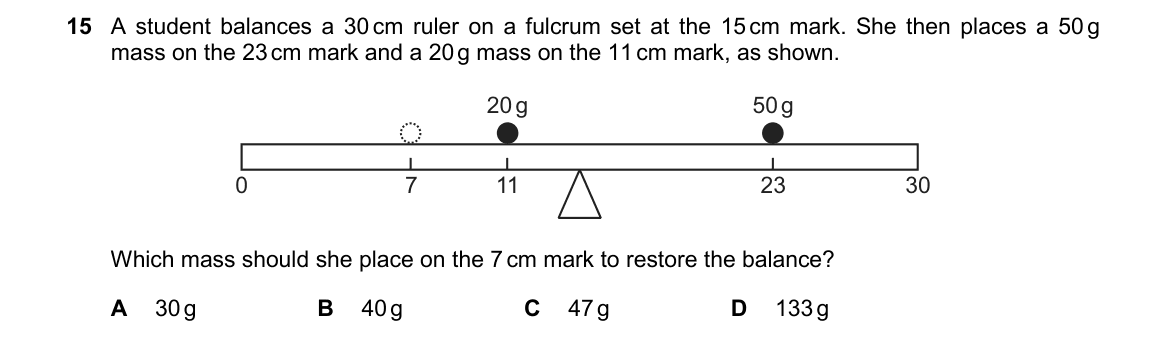 15 A student balances a 30 cm ruler on a fulcrum set at the 15 cm mark. She then places a 50 g
mass on the 23 cm mark and a 20 g mass on the 11 cm mark, as shown.
20 g 50 g
0 7 11 23 30
Which mass should she place on the 7 cm mark to restore the balance?
A 30 g B 40 g C 47 g D 133 g